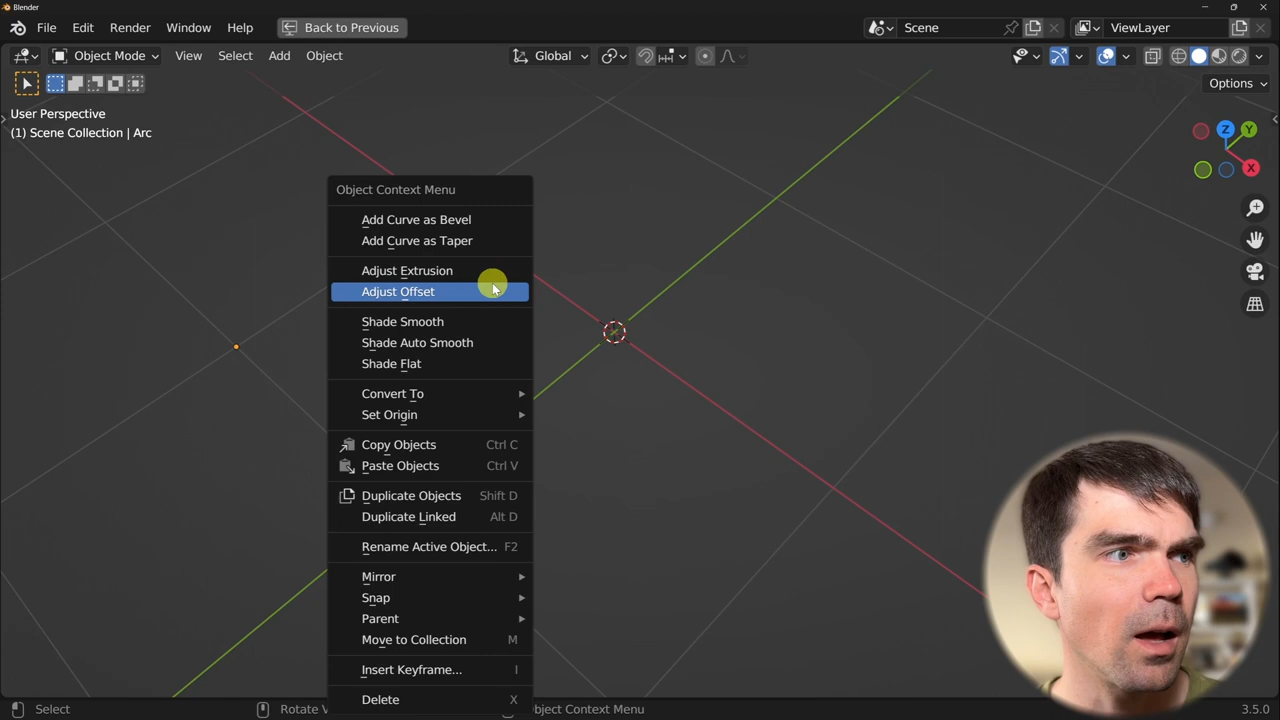 Blender
File Edit Render Window Help Back to Previous Scene ViewLayer
Object Mode View Select Add Object Global
Options
User Perspective
(1) Scene Collection | Arc
Z
Y
X
Object Context Menu
Add Curve as Bevel
Add Curve as Taper
Adjust Extrusion
Adjust Offset
Shade Smooth
Shade Auto Smooth
Shade Flat
Convert To
Set Origin
Copy Objects Ctrl C
Paste Objects Ctrl V
Duplicate Objects Shift D
Duplicate Linked Alt D
Rename Active Object... F2
Mirror
Snap
Parent
Move to Collection M
Insert Keyframe... I
Delete X
Select Rotate V bject Context Menu 3.5.0